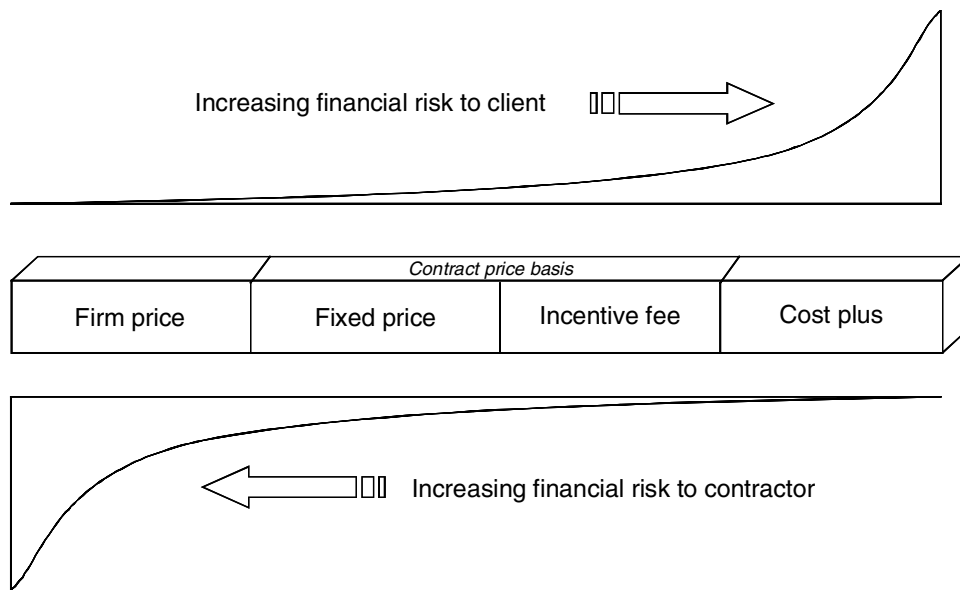 Increasing financial risk to client
Contract price basis
Firm price
Fixed price
Incentive fee
Cost plus
Increasing financial risk to contractor